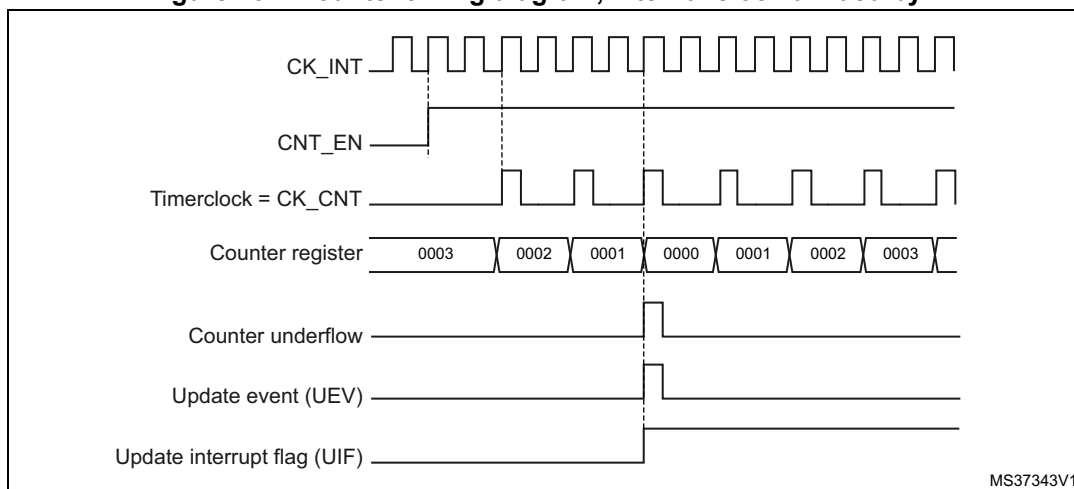 CK_INT
CNT_EN
Timerclock = CK_CNT
Counter register 0003 0002 0001 0000 0001 0002 0003
Counter underflow
Update event (UEV)
Update interrupt flag (UIF)
MS37343V1